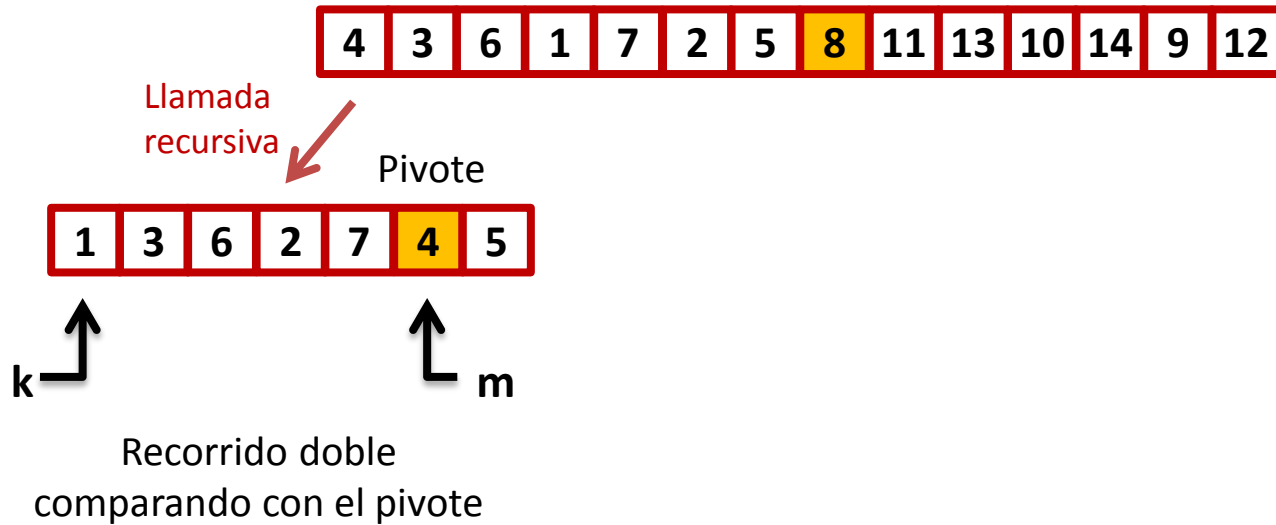 4 3 6 1 7 2 5 8 11 13 10 14 9 12
Llamada
recursiva
Pivote
1 3 6 2 7 4 5
k m
Recorrido doble
comparando con el pivote